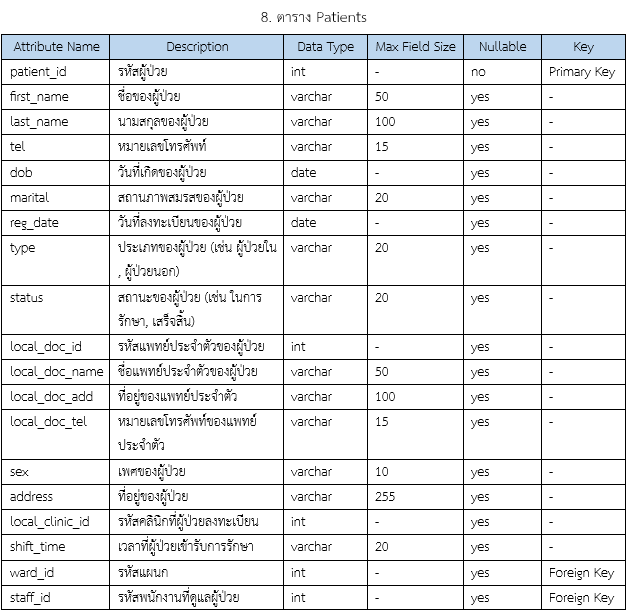 8. ตาราง Patients
Attribute Name Description Data Type Max Field Size Nullable Key
patient_id รหัสผู้ป่วย int - no Primary Key
first_name ชื่อของผู้ป่วย varchar 50 yes -
last_name นามสกุลของผู้ป่วย varchar 100 yes -
tel หมายเลขโทรศัพท์ varchar 15 yes -
dob วันที่เกิดของผู้ป่วย date - yes -
marital สถานภาพสมรสของผู้ป่วย varchar 20 yes -
reg_date วันที่ลงทะเบียนของผู้ป่วย date - yes -
type ประเภทของผู้ป่วย (เช่น ผู้ป่วยใน varchar 20 yes -
, ผู้ป่วยนอก)
status สถานะของผู้ป่วย (เช่น ในการ varchar 20 yes -
รักษา, เสร็จสิ้น)
local_doc_id รหัสแพทย์ประจำตัวของผู้ป่วย int - yes -
local_doc_name ชื่อแพทย์ประจำตัวของผู้ป่วย varchar 50 yes -
local_doc_add ที่อยู่ของแพทย์ประจำตัว varchar 100 yes -
local_doc_tel หมายเลขโทรศัพท์ของแพทย์ varchar 15 yes -
ประจำตัว
sex เพศของผู้ป่วย varchar 10 yes -
address ที่อยู่ของผู้ป่วย varchar 255 yes -
local_clinic_id รหัสคลินิกที่ผู้ป่วยลงทะเบียน int - yes -
shift_time เวลาที่ผู้ป่วยเข้ารับการรักษา varchar 20 yes -
ward_id รหัสแผนก int - yes Foreign Key
staff_id รหัสพนักงานที่ดูแลผู้ป่วย int - yes Foreign Key